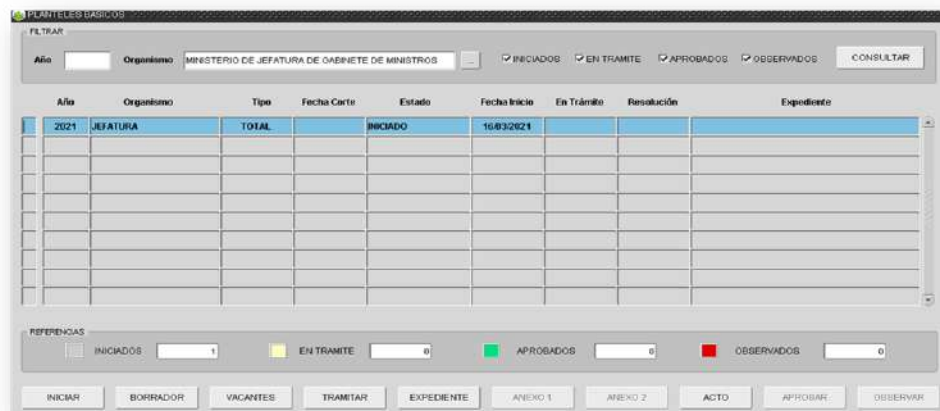 PLANTELES BASICOS
FILTRAR
Año Organismo MINISTERIO DE JEFATURA DE GABINETE DE MINISTROS ... INICIADOS EN TRAMITE APROBADOS OBSERVADOS CONSULTAR
Año Organismo Tipo Fecha Corte Estado Fecha Inicio En Trámite Resolución Expediente
2021 JEFATURA TOTAL INICIADO 16/03/2021
REFERENCIAS
INICIADOS 1 EN TRAMITE 0 APROBADOS 0 OBSERVADOS 0
INICIAR BORRADOR VACANTES TRAMITAR EXPEDIENTE ANEXO 1 ANEXO 2 ACTO APROBAR OBSERVAR